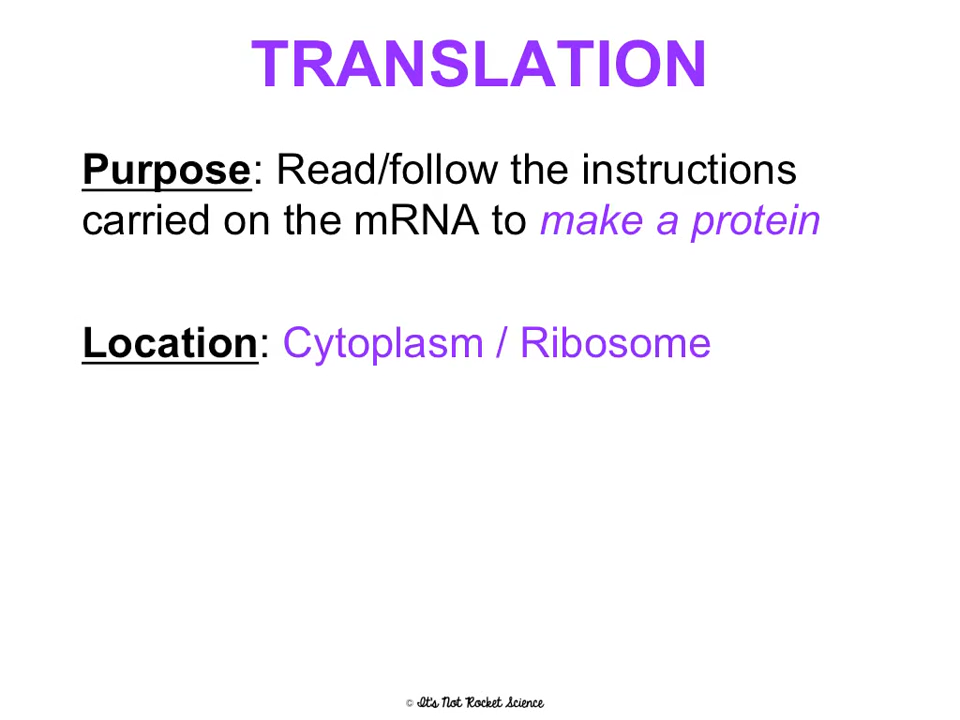 TRANSLATION
Purpose: Read/follow the instructions
carried on the mRNA to make a protein
Location: Cytoplasm / Ribosome
© It's Not Rocket Science